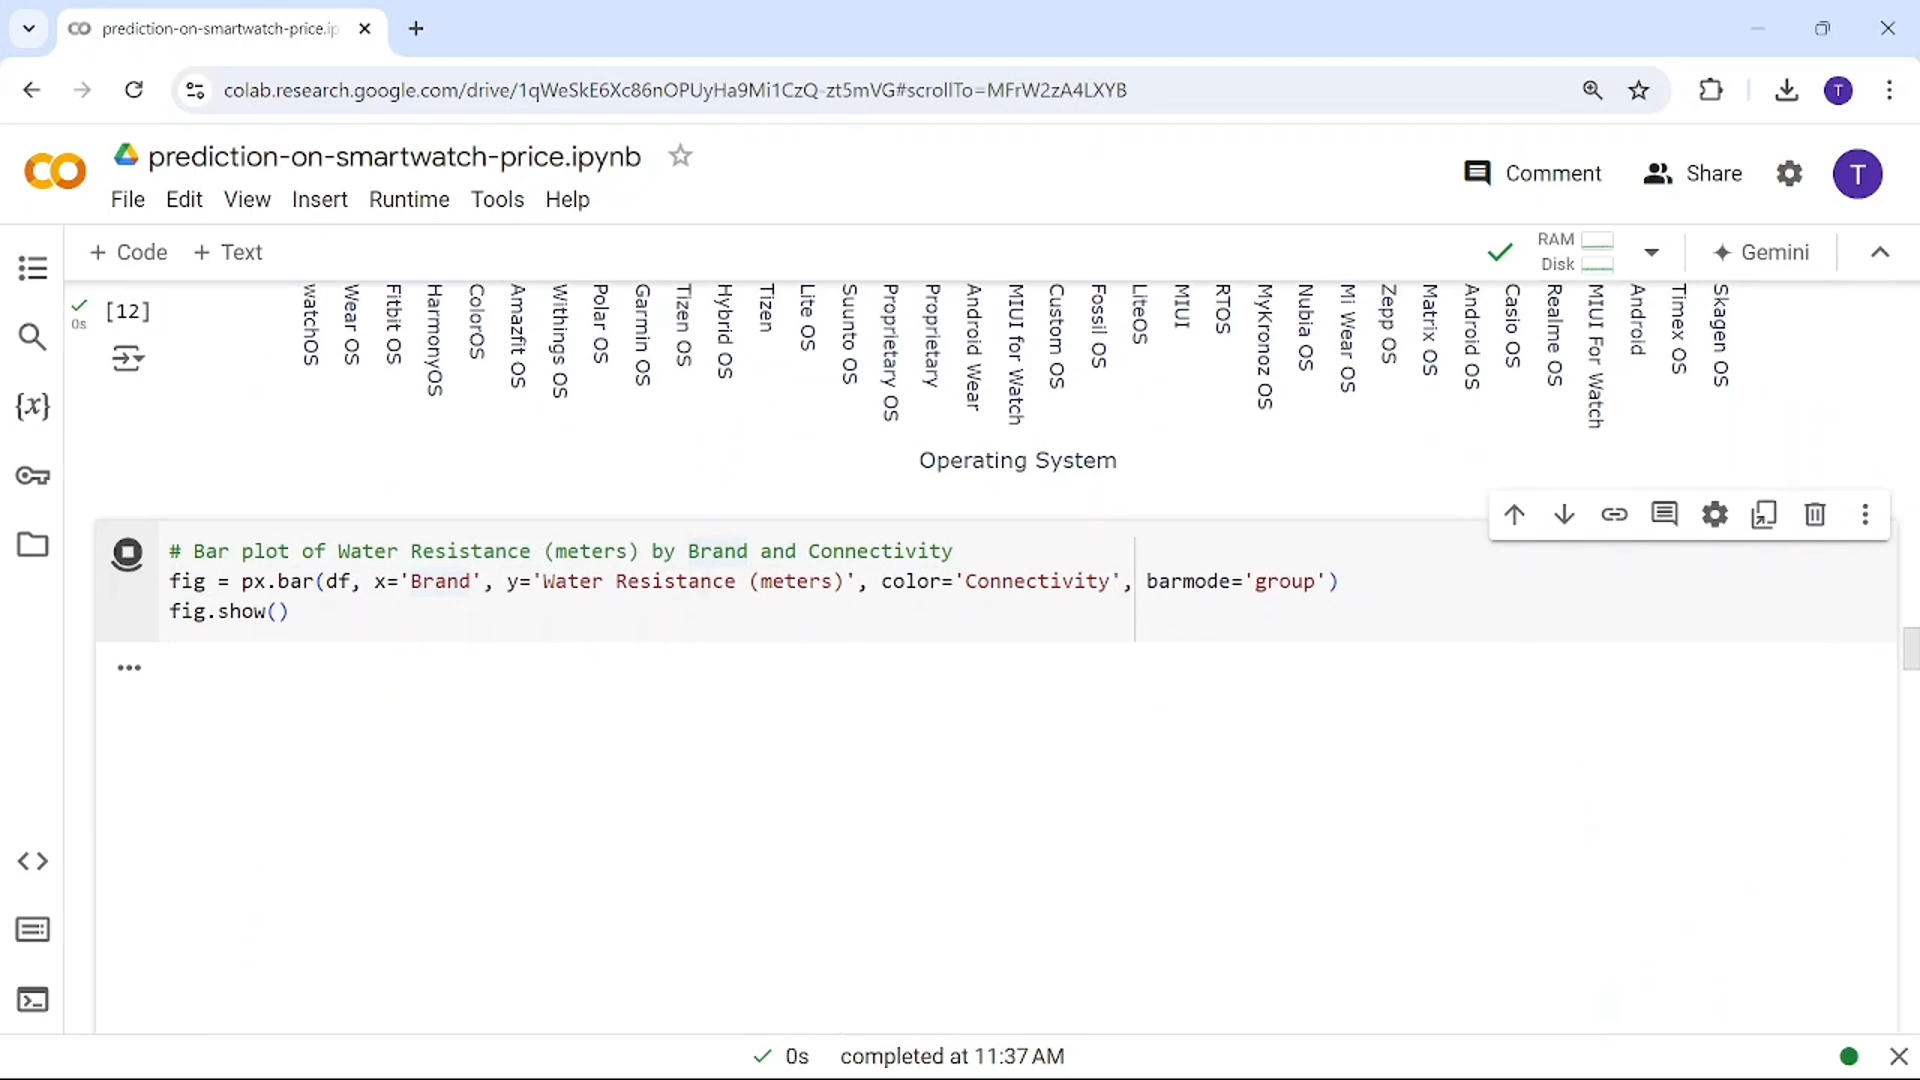 prediction-on-smartwatch-price.ip
colab.research.google.com/drive/1qWeSkE6Xc86nOPUyHa9Mi1CzQ-zt5mVG#scrollTo=MFrW2zA4LXYB
T
prediction-on-smartwatch-price.ipynb
File Edit View Insert Runtime Tools Help
Comment
Share
T
+ Code + Text
RAM
Disk
Gemini
0s
[12]
watchOS
Wear OS
Fitbit OS
HarmonyOS
ColorOS
Amazfit OS
Withings OS
Polar OS
Garmin OS
Tizen OS
Hybrid OS
Tizen
Lite OS
Suunto OS
Proprietary OS
Proprietary
Android Wear
MIUI for Watch
Custom OS
Fossil OS
LiteOS
MIUI
RTOS
MyKronoz OS
Nubia OS
Mi Wear OS
Zepp OS
Matrix OS
Android OS
Casio OS
Realme OS
MIUI For Watch
Android
Timex OS
Skagen OS
Operating System
# Bar plot of Water Resistance (meters) by Brand and Connectivity
fig = px.bar(df, x='Brand', y='Water Resistance (meters)', color='Connectivity', barmode='group')
fig.show()
0s completed at 11:37 AM